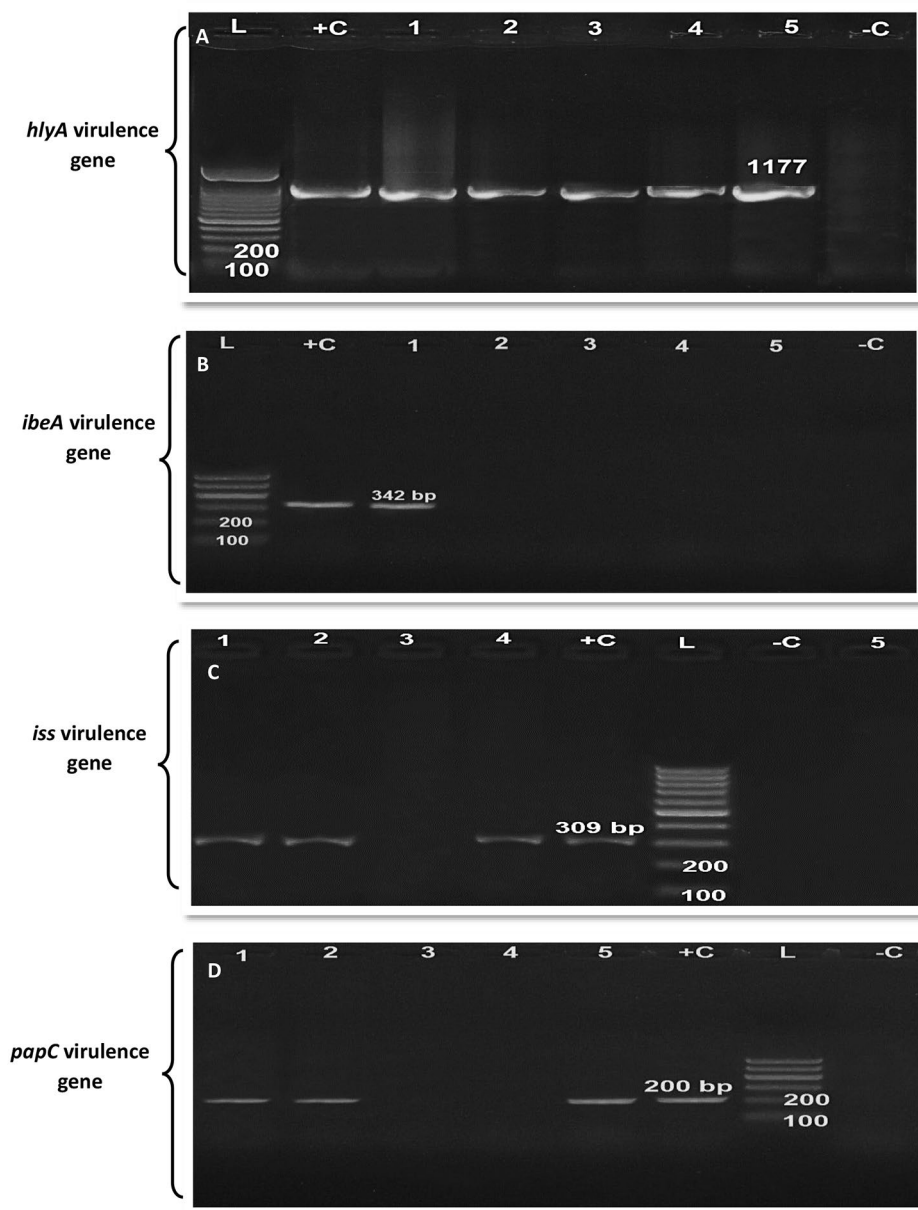 A L +C 1 2 3 4 5 -C
hlyA virulence
gene
1177
200
100
B L +C 1 2 3 4 5 -C
ibeA virulence
gene
342 bp
200
100
1 2 3 4 +C L -C 5
C
iss virulence
gene
309 bp
200
100
1 2 3 4 5 +C L -C
D
papC virulence
gene
200 bp
200
100